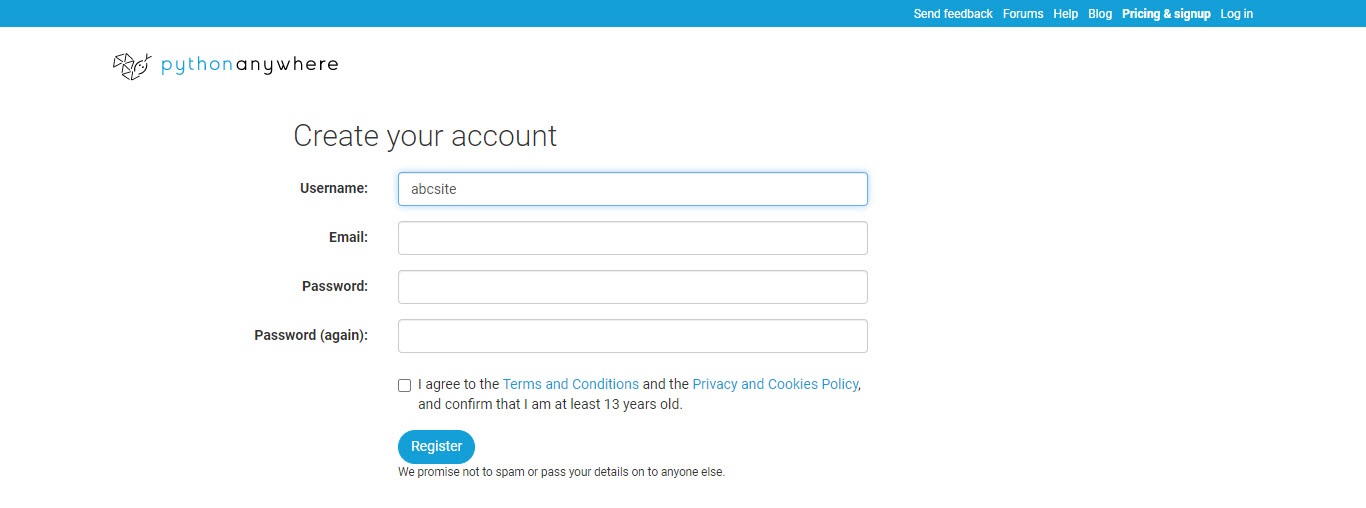 Send feedback Forums Help Blog Pricing & signup Log in
pythonanywhere
Create your account
Username: abcsite
Email:
Password:
Password (again):
I agree to the Terms and Conditions and the Privacy and Cookies Policy,
and confirm that I am at least 13 years old.
Register
We promise not to spam or pass your details on to anyone else.